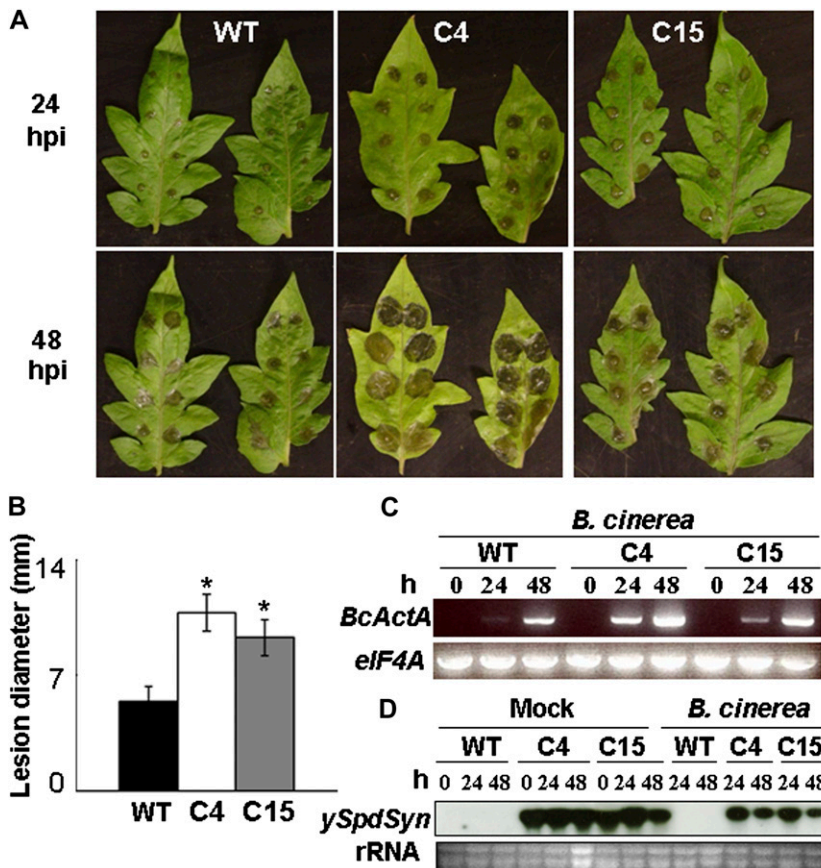 A
WT C4 C15
24
hpi
48
hpi
B
Lesion diameter (mm)
14
7
0
* *
WT C4 C15
C
B. cinerea
WT C4 C15
h 0 24 48 0 24 48 0 24 48
BcActA
eIF4A
D
Mock B. cinerea
WT C4 C15 WT C4 C15
h 0 24 48 0 24 48 0 24 48 24 48 24 48 24 48
ySpdSyn
rRNA